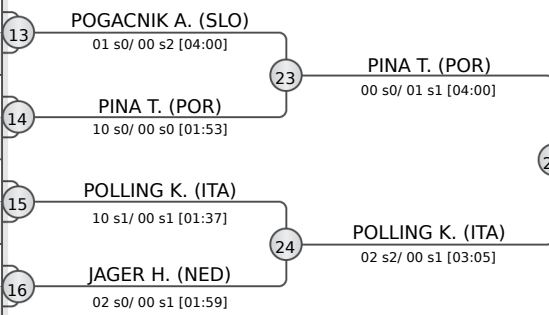 POGACNIK A. (SLO)
13
01 s0/ 00 s2 [04:00]
23
PINA T. (POR)
00 s0/ 01 s1 [04:00]
PINA T. (POR)
14
10 s0/ 00 s0 [01:53]
POLLING K. (ITA)
15
10 s1/ 00 s1 [01:37]
24
POLLING K. (ITA)
02 s2/ 00 s1 [03:05]
JAGER H. (NED)
16
02 s0/ 00 s1 [01:59]